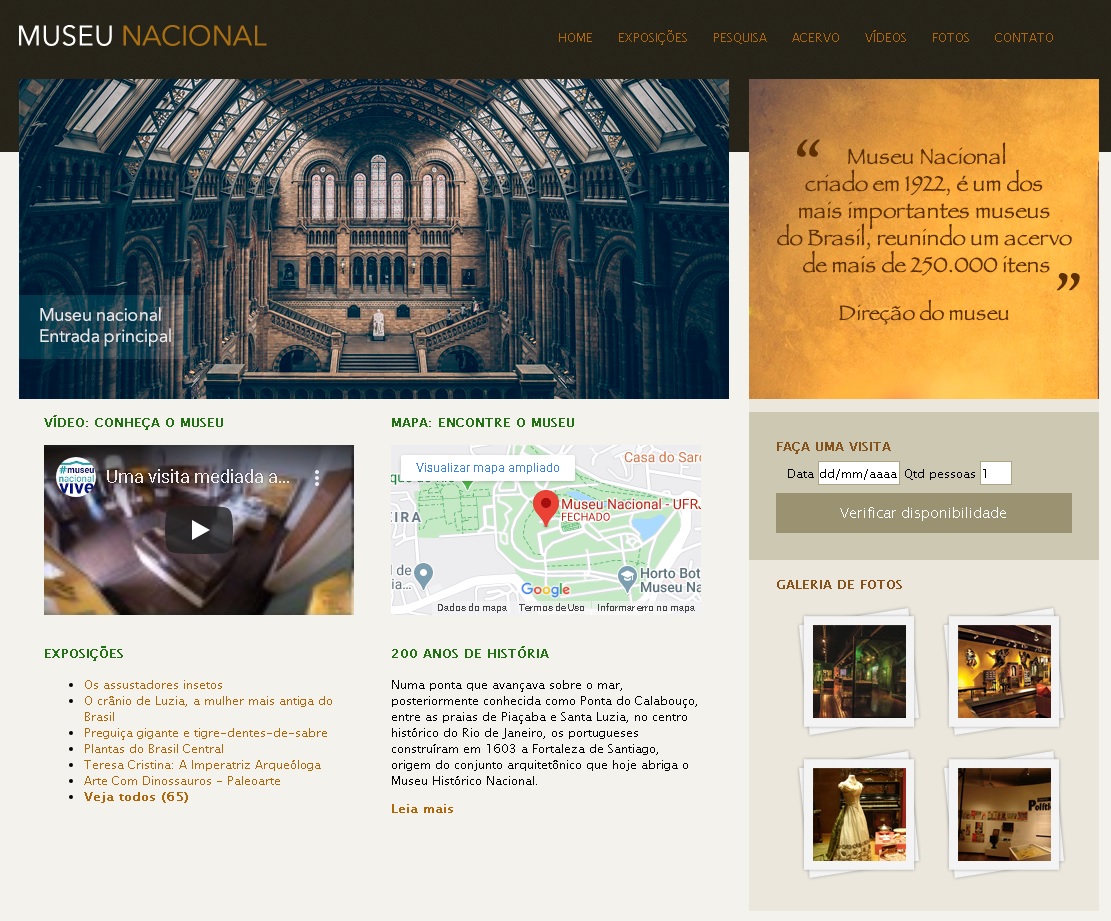 MUSEU NACIONAL
HOME EXPOSIÇÕES PESQUISA ACERVO VÍDEOS FOTOS CONTATO
Museu nacional
Entrada principal
“ Museu Nacional
criado em 1922, é um dos
mais importantes museus
do Brasil, reunindo um acervo
de mais de 250.000 itens ”
Direção do museu
VÍDEO: CONHEÇA O MUSEU
#museu
nacional
vive
Uma visita mediada a...
MAPA: ENCONTRE O MUSEU
Visualizar mapa ampliado
Casa do Sar
que do
EIRA
Museu Nacional - UFRJ
FECHADO
l de
ia...
Horto Bot
Museu Na
Google
Dados do mapa Termos de Uso Informar erro no mapa
FAÇA UMA VISITA
Data dd/mm/aaaa Qtd pessoas 1
Verificar disponibilidade
GALERIA DE FOTOS
Polític
EXPOSIÇÕES
Os assustadores insetos
O crânio de Luzia, a mulher mais antiga do
Brasil
Preguiça gigante e tigre-dentes-de-sabre
Plantas do Brasil Central
Teresa Cristina: A Imperatriz Arqueóloga
Arte Com Dinossauros - Paleoarte
Veja todos (65)
200 ANOS DE HISTÓRIA
Numa ponta que avançava sobre o mar,
posteriormente conhecida como Ponta do Calabouço,
entre as praias de Piaçaba e Santa Luzia, no centro
histórico do Rio de Janeiro, os portugueses
construíram em 1603 a Fortaleza de Santiago,
origem do conjunto arquitetônico que hoje abriga o
Museu Histórico Nacional.
Leia mais